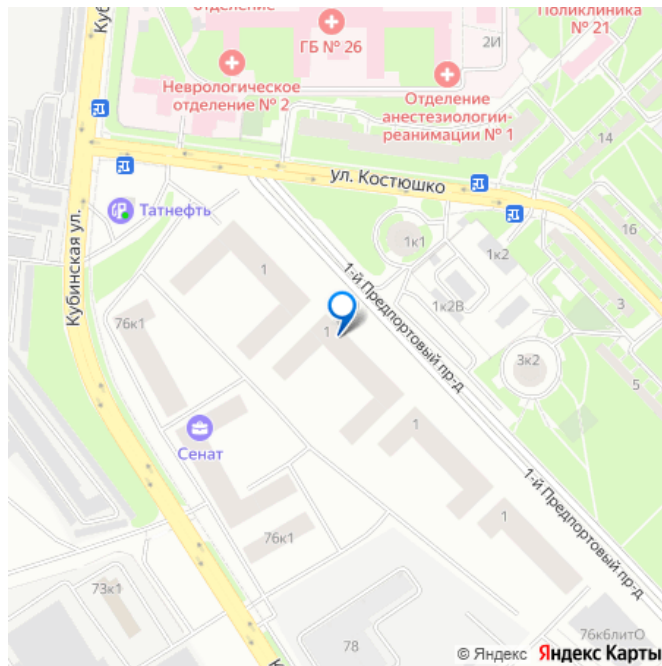 отделение
ГБ № 26
2И
Поликлиника
№ 21
Неврологическое
отделение № 2
Отделение
анестезиологии-
реанимации № 1
14
ул. Костюшко
Татнефть
Кубинская ул.
1к1
1к2
16
1
1-й Предпортовый пр-д
1к2В
3
76к1
1
3к2
5
1
Сенат
1-й Предпортовый пр-д
1
76к1
73к1
78
76к6литО
© Яндекс Яндекс Карты